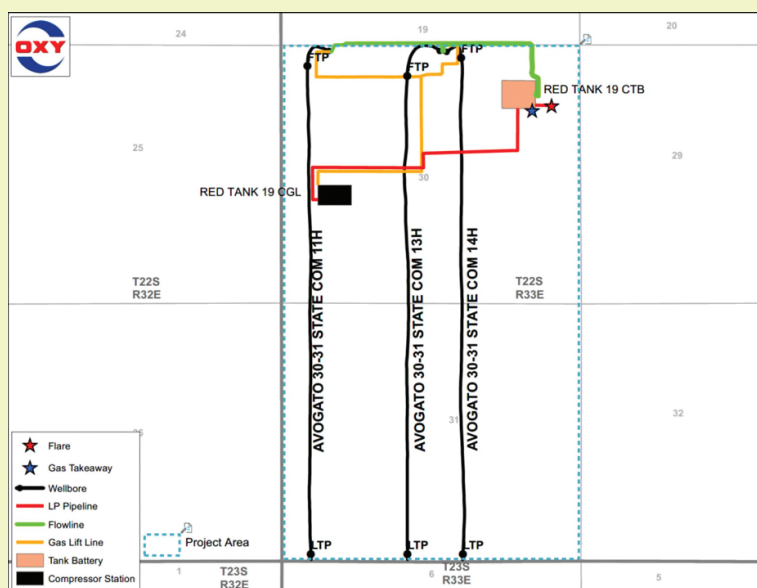 OXY
24
19
20
FTP
FTP
FTP
RED TANK 19 CTB
25
29
30
RED TANK 19 CGL
AVOGATO 30-31 STATE COM 11H
AVOGATO 30-31 STATE COM 13H
AVOGATO 30-31 STATE COM 14H
T22S
R32E
T22S
R33E
31
32
Flare
Gas Takeaway
Wellbore
LP Pipeline
Flowline
Gas Lift Line
Tank Battery
Compressor Station
Project Area
LTP
LTP
LTP
1
T23S
R32E
6
T23S
R33E
5